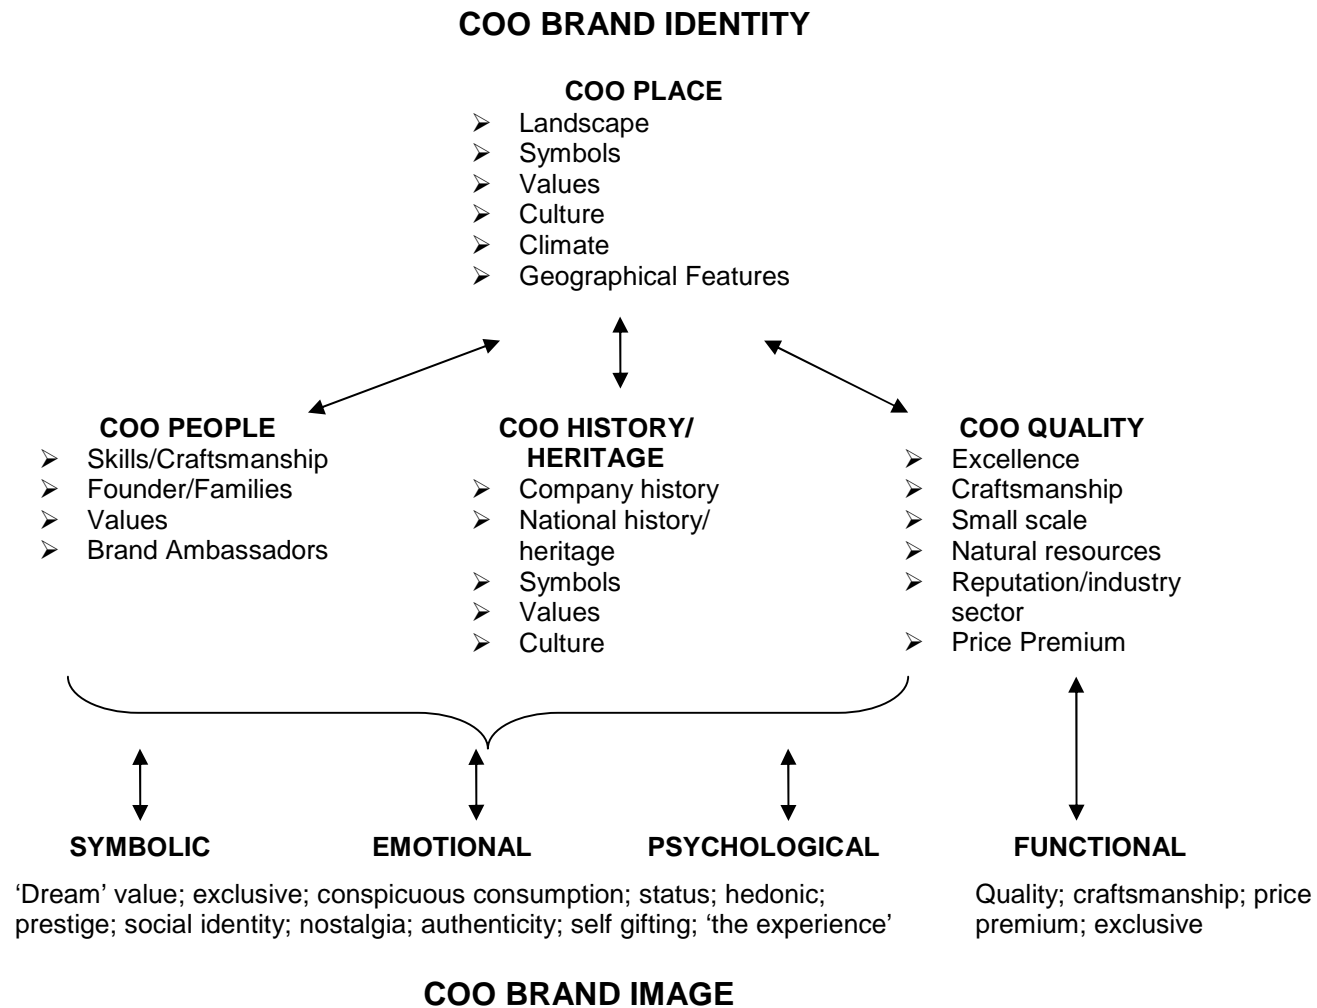 COO BRAND IDENTITY
COO PLACE
➢ Landscape
➢ Symbols
➢ Values
➢ Culture
➢ Climate
➢ Geographical Features
COO PEOPLE
➢ Skills/Craftsmanship
➢ Founder/Families
➢ Values
➢ Brand Ambassadors
COO HISTORY/
HERITAGE
➢ Company history
➢ National history/
heritage
➢ Symbols
➢ Values
➢ Culture
COO QUALITY
➢ Excellence
➢ Craftsmanship
➢ Small scale
➢ Natural resources
➢ Reputation/industry
sector
➢ Price Premium
SYMBOLIC
EMOTIONAL
PSYCHOLOGICAL
FUNCTIONAL
‘Dream’ value; exclusive; conspicuous consumption; status; hedonic;
prestige; social identity; nostalgia; authenticity; self gifting; ‘the experience’
Quality; craftsmanship; price
premium; exclusive
COO BRAND IMAGE